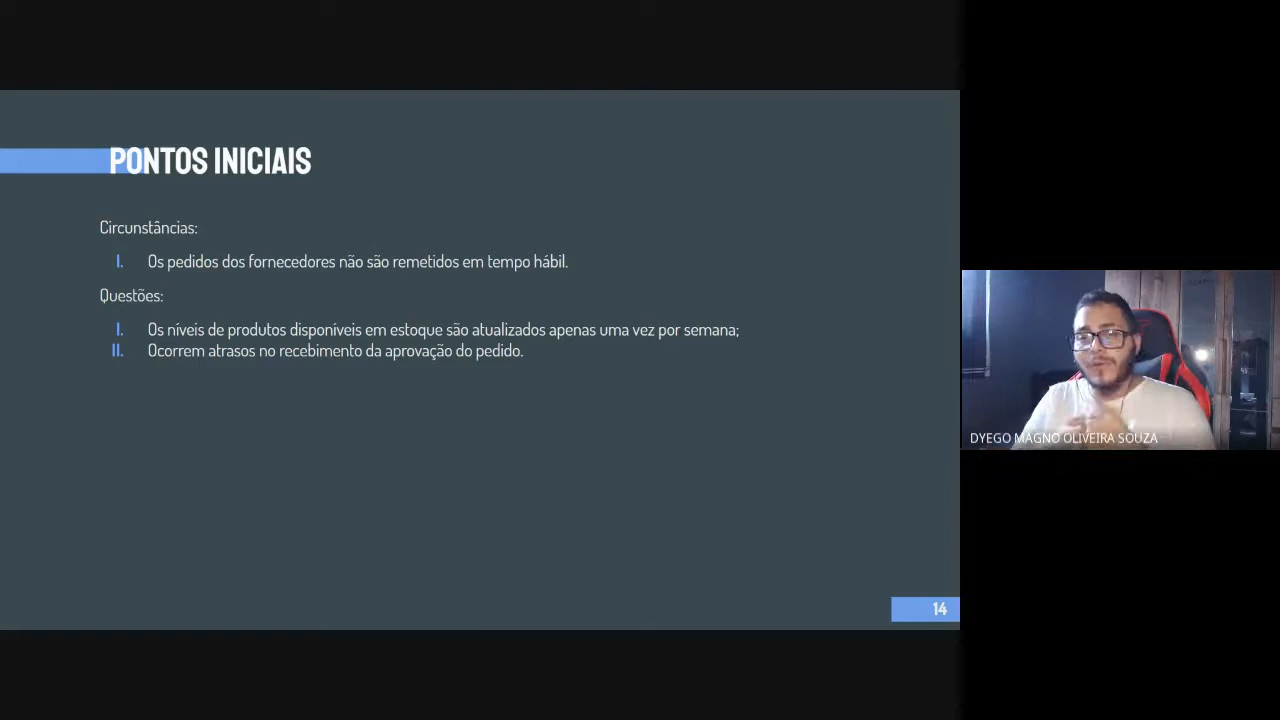 PONTOS INICIAIS
Circunstâncias:
I. Os pedidos dos fornecedores não são remetidos em tempo hábil.
Questões:
I. Os níveis de produtos disponíveis em estoque são atualizados apenas uma vez por semana;
II. Ocorrem atrasos no recebimento da aprovação do pedido.
DYEGO MAGNO OLIVEIRA SOUZA
14